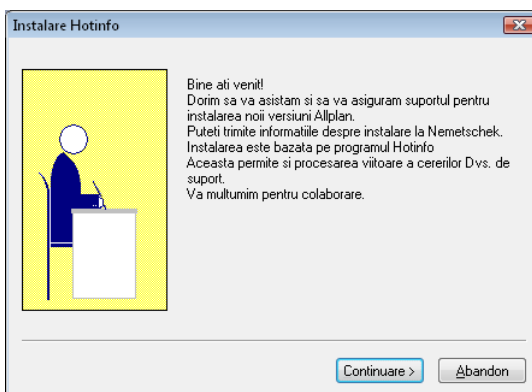 Instalare Hotinfo
Bine ati venit!
Dorim sa va asistam si sa va asiguram suportul pentru
instalarea noii versiuni Allplan.
Puteti trimite informatiile despre instalare la Nemetschek.
Instalarea este bazata pe programul Hotinfo
Aceasta permite si procesarea viitoare a cererilor Dvs. de
suport.
Va multumim pentru colaborare.
Continuare >
Abandon